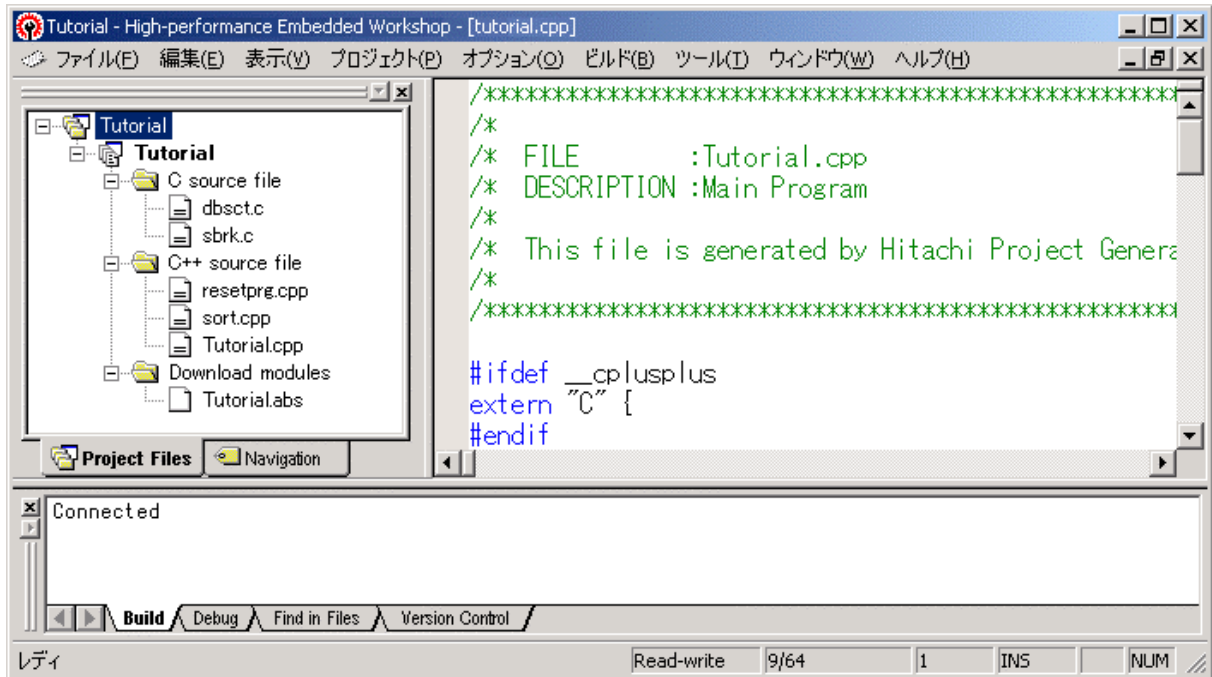 Tutorial - High-performance Embedded Workshop - [tutorial.cpp]
ファイル(F) 編集(E) 表示(V) プロジェクト(P) オプション(O) ビルド(B) ツール(T) ウィンドウ(W) ヘルプ(H)
Tutorial
Tutorial
C source file
dbsct.c
sbrk.c
C++ source file
resetprg.cpp
sort.cpp
Tutorial.cpp
Download modules
Tutorial.abs
Project Files Navigation
/****************************************************
/*
/* FILE :Tutorial.cpp
/* DESCRIPTION :Main Program
/*
/* This file is generated by Hitachi Project Genera
/*
/****************************************************
#ifdef __cplusplus
extern "C" {
#endif
Connected
Build Debug Find in Files Version Control
レディ Read-write 9/64 1 INS NUM